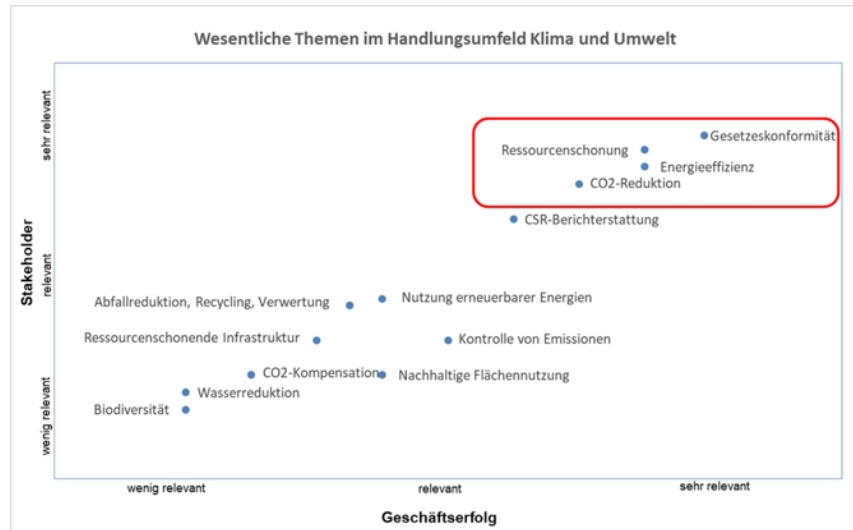 Wesentliche Themen im Handlungsumfeld Klima und Umwelt
sehr relevant
Gesetzeskonformität
Ressourcenschonung
Energieeffizienz
CO2-Reduktion
CSR-Berichterstattung
Stakeholder
relevant
Nutzung erneuerbarer Energien
Abfallreduktion, Recycling, Verwertung
Ressourcenschonende Infrastruktur
Kontrolle von Emissionen
CO2-Kompensation
Nachhaltige Flächennutzung
wenig relevant
Wasserreduktion
Biodiversität
wenig relevant
relevant
sehr relevant
Geschäftserfolg